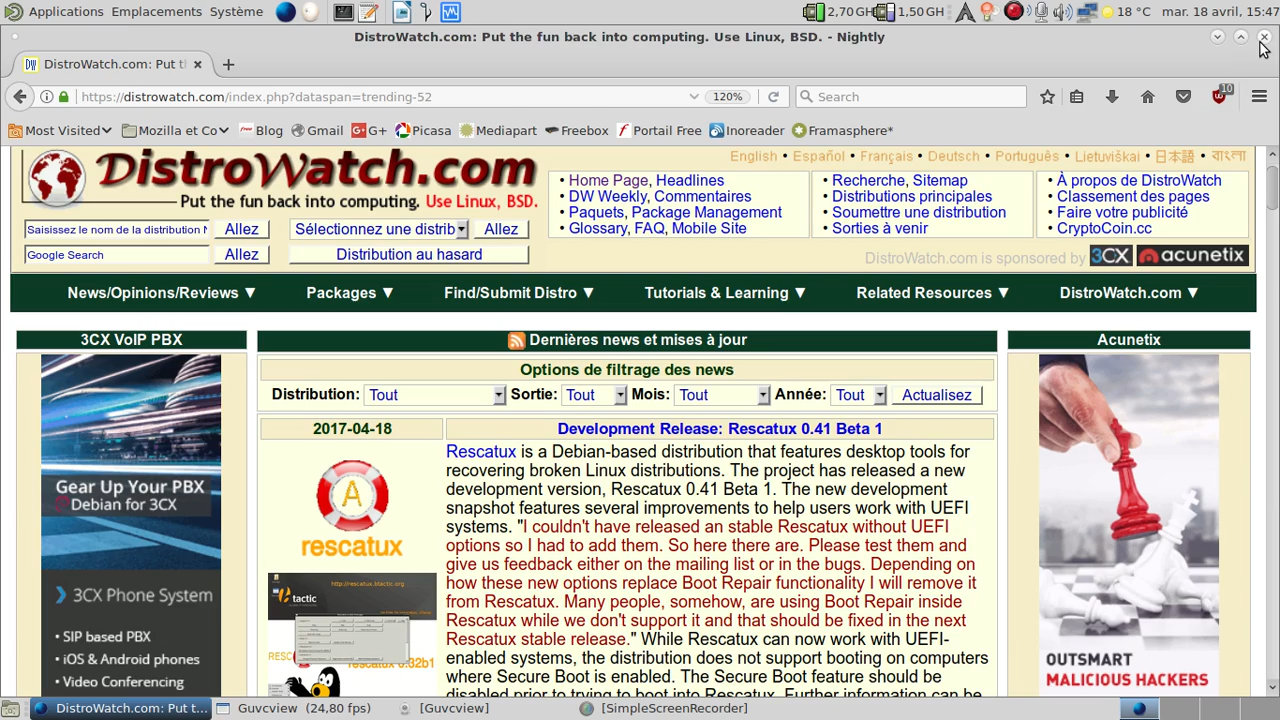 Applications Emplacements Système 2,70 GH 1,50 GH 18 °C mar. 18 avril, 15:47
DistroWatch.com: Put the fun back into computing. Use Linux, BSD. - Nightly
DW DistroWatch.com: Put t
https://distrowatch.com/index.php?dataspan=trending-52 120% Search 10
Most Visited Mozilla et Co Blog Gmail G+ Picasa Mediapart Freebox Portail Free Inoreader Framasphere*
DistroWatch.com
Put the fun back into computing. Use Linux, BSD.
English • Español • Français • Deutsch • Português • Lietuviškai • 日本語 • বাংলা
• Home Page, Headlines
• DW Weekly, Commentaires
• Paquets, Package Management
• Glossary, FAQ, Mobile Site
• Recherche, Sitemap
• Distributions principales
• Soumettre une distribution
• Sorties à venir
• À propos de DistroWatch
• Classement des pages
• Faire votre publicité
• CryptoCoin.cc
Saisissez le nom de la distribution Allez Sélectionnez une distrib Allez
Google Search Allez Distribution au hasard
DistroWatch.com is sponsored by 3CX acunetix
News/Opinions/Reviews ▼ Packages ▼ Find/Submit Distro ▼ Tutorials & Learning ▼ Related Resources ▼ DistroWatch.com ▼
3CX VoIP PBX
Gear Up Your PBX
Debian for 3CX
3CX Phone System
• SIP based PBX
• iOS & Android phones
• Video Conferencing
Dernières news et mises à jour
Options de filtrage des news
Distribution: Tout Sortie: Tout Mois: Tout Année: Tout Actualisez
2017-04-18
Development Release: Rescatux 0.41 Beta 1
A
rescatux
http://rescatux.btactic.org
tactic
rescatux 0.32b1
Rescatux is a Debian-based distribution that features desktop tools for
recovering broken Linux distributions. The project has released a new
development version, Rescatux 0.41 Beta 1. The new development
snapshot features several improvements to help users work with UEFI
systems. "I couldn't have released an stable Rescatux without UEFI
options so I had to add them. So here there are. Please test them and
give us feedback either on the mailing list or in the bugs. Depending on
how these new options replace Boot Repair functionality I will remove it
from Rescatux. Many people, somehow, are using Boot Repair inside
Rescatux while we don't support it and that should be fixed in the next
Rescatux stable release." While Rescatux can now work with UEFI-
enabled systems, the distribution does not support booting on computers
where Secure Boot is enabled. The Secure Boot feature should be
disabled prior to trying to boot into Rescatux. Further information can be
Acunetix
OUTSMART
MALICIOUS HACKERS
DistroWatch.com: Put t... Guvcview (24,80 fps) [Guvcview] [SimpleScreenRecorder]